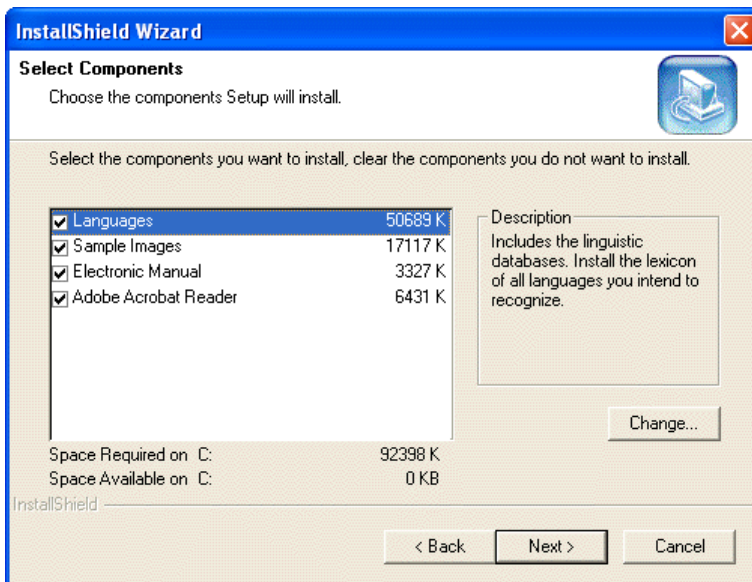 InstallShield Wizard
Select Components
Choose the components Setup will install.
Select the components you want to install, clear the components you do not want to install.
Languages 50689 K
Sample Images 17117 K
Electronic Manual 3327 K
Adobe Acrobat Reader 6431 K
Description
Includes the linguistic
databases. Install the lexicon
of all languages you intend to
recognize.
Change...
Space Required on C: 92398 K
Space Available on C: 0 KB
InstallShield
< Back Next > Cancel